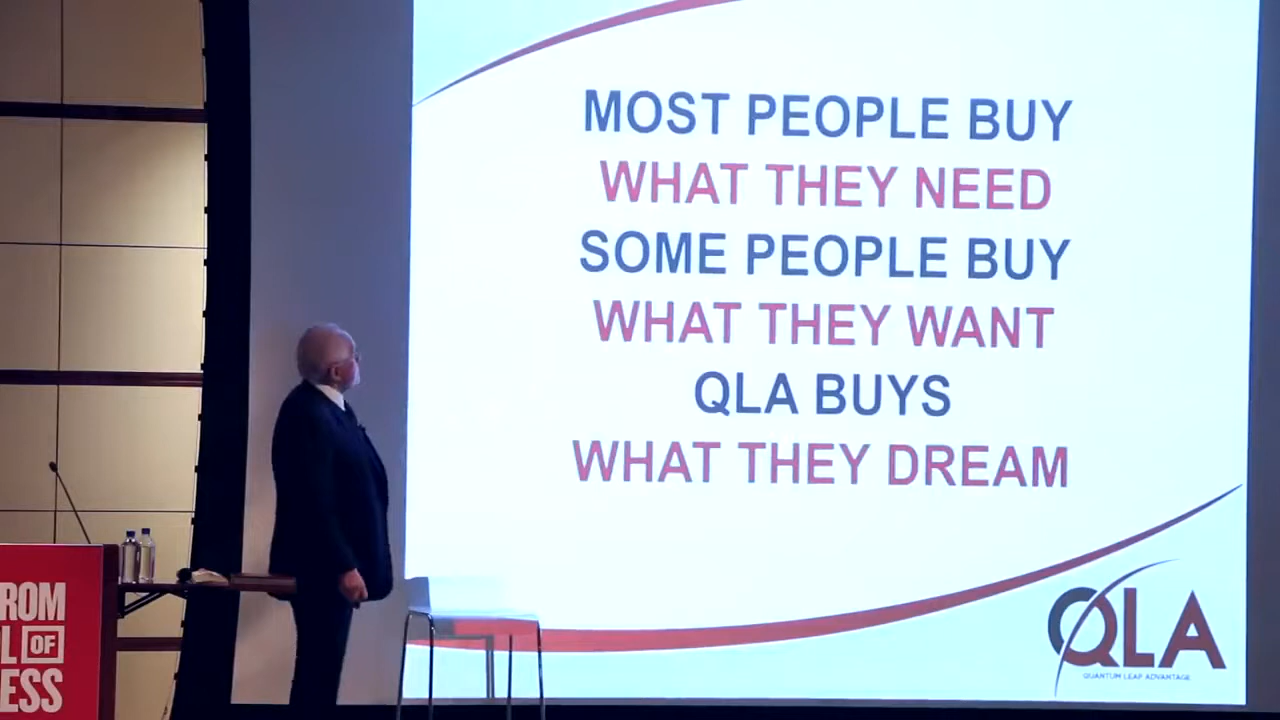 MOST PEOPLE BUY
WHAT THEY NEED
SOME PEOPLE BUY
WHAT THEY WANT
QLA BUYS
WHAT THEY DREAM
QLA
QUANTUM LEAP ADVANTAGE
ROM
L OF
ESS